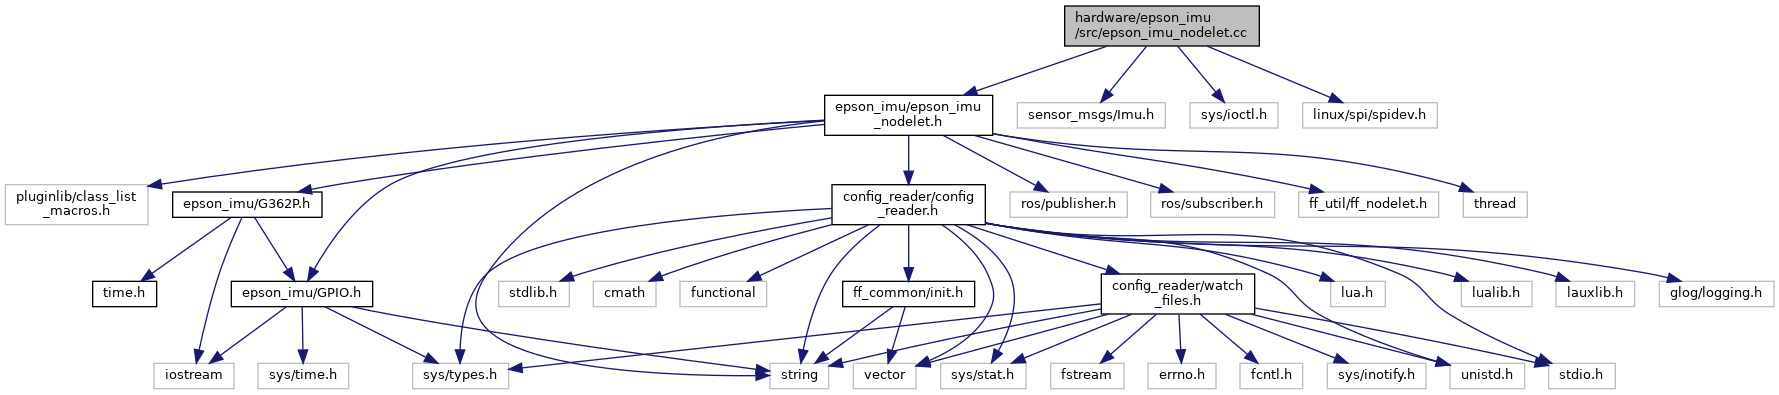 hardware/epson_imu
/src/epson_imu_nodelet.cc
epson_imu/epson_imu
_nodelet.h
sensor_msgs/Imu.h
sys/ioctl.h
linux/spi/spidev.h
pluginlib/class_list
_macros.h
epson_imu/G362P.h
config_reader/config
_reader.h
ros/publisher.h
ros/subscriber.h
ff_util/ff_nodelet.h
thread
time.h
epson_imu/GPIO.h
stdlib.h
cmath
functional
ff_common/init.h
config_reader/watch
_files.h
lua.h
lualib.h
lauxlib.h
glog/logging.h
iostream
sys/time.h
sys/types.h
string
vector
sys/stat.h
fstream
errno.h
fcntl.h
sys/inotify.h
unistd.h
stdio.h